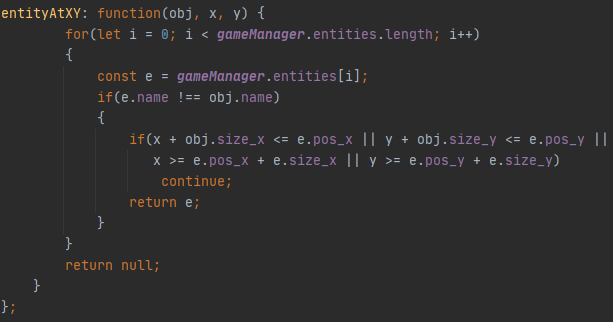 entityAtXY: function(obj, x, y) {
for(let i = 0; i < gameManager.entities.length; i++)
{
const e = gameManager.entities[i];
if(e.name !== obj.name)
{
if(x + obj.size_x <= e.pos_x || y + obj.size_y <= e.pos_y ||
x >= e.pos_x + e.size_x || y >= e.pos_y + e.size_y)
continue;
return e;
}
}
return null;
}
};